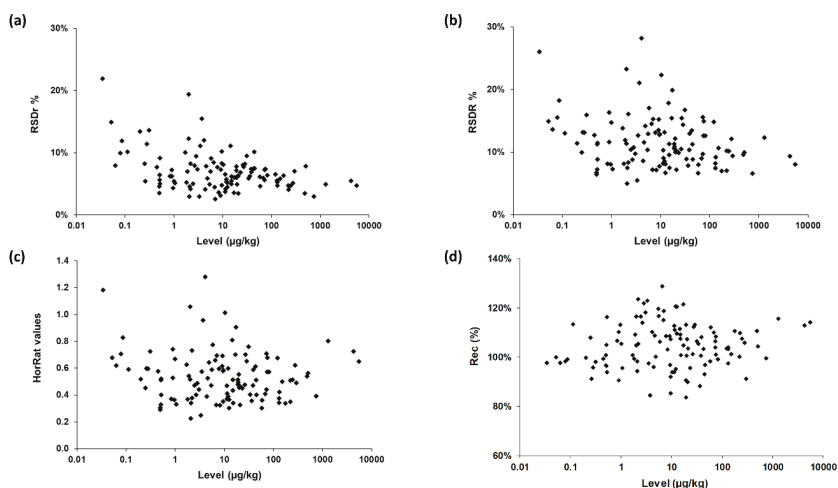 (a)
30%
20%
10%
0%
RSDr %
0.01 0.1 1 10 100 1000 10000
Level (µg/kg)
(b)
30%
20%
10%
0%
RSDR %
0.01 0.1 1 10 100 1000 10000
Level (µg/kg)
(c)
1.4
1.2
1.0
0.8
0.6
0.4
0.2
0.0
HorRat values
0.01 0.1 1 10 100 1000 10000
Level (µg/kg)
(d)
140%
120%
100%
80%
60%
Rec (%)
0.01 0.1 1 10 100 1000 10000
Level (µg/kg)